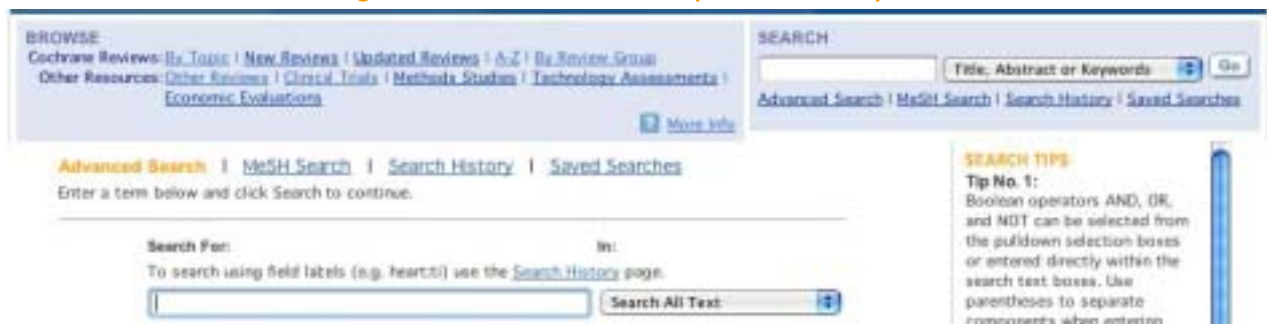 BROWSE
Cochrane Reviews: By Topic | New Reviews | Updated Reviews | A-Z | By Review Group
Other Resources: Other Reviews | Clinical Trials | Methods Studies | Technology Assessments |
Economic Evaluations
More Info
SEARCH
Title, Abstract or Keywords
Go
Advanced Search | MeSH Search | Search History | Saved Searches
Advanced Search | MeSH Search | Search History | Saved Searches
Enter a term below and click Search to continue.
Search For:
In:
To search using field labels (e.g. heart:ti) use the Search History page.
Search All Text
SEARCH TIPS
Tip No. 1:
Boolean operators AND, OR,
and NOT can be selected from
the pulldown selection boxes
or entered directly within the
search text boxes. Use
parentheses to separate
components when entering